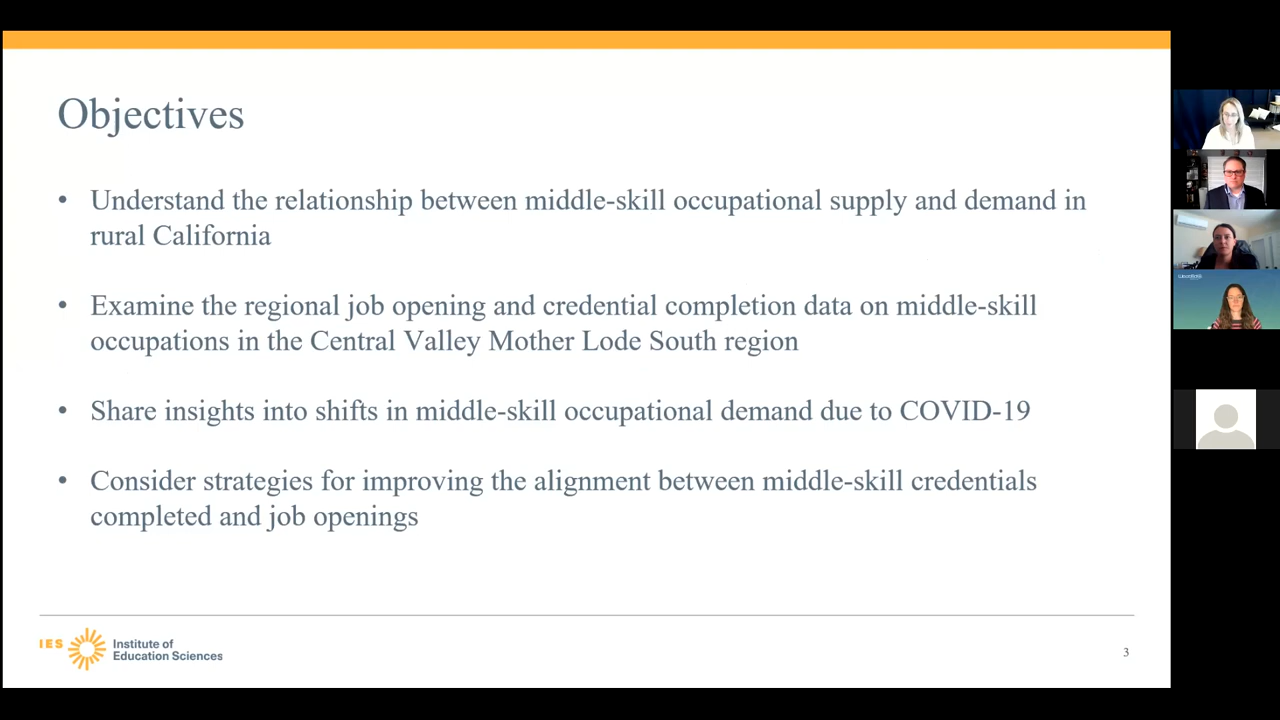 Objectives
• Understand the relationship between middle-skill occupational supply and demand in
rural California
• Examine the regional job opening and credential completion data on middle-skill
occupations in the Central Valley Mother Lode South region
• Share insights into shifts in middle-skill occupational demand due to COVID-19
• Consider strategies for improving the alignment between middle-skill credentials
completed and job openings
IES
Institute of
Education Sciences
3